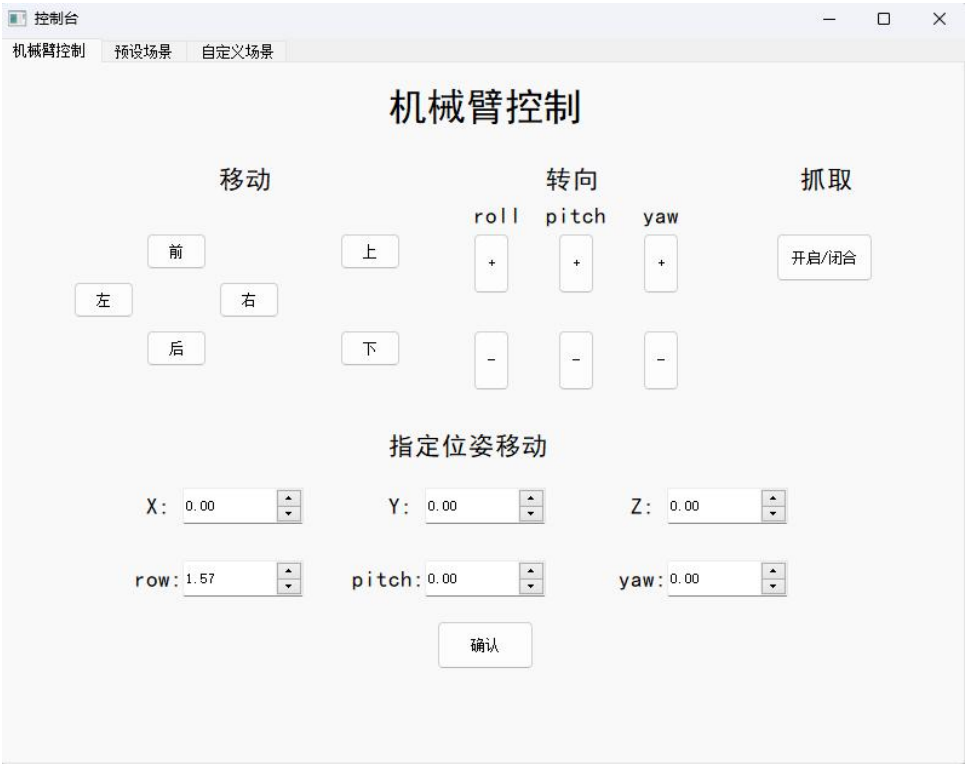 控制台
机械臂控制 预设场景 自定义场景
机械臂控制
移动 转向 抓取
roll pitch yaw
前 上 + + + 开启/闭合
左 右
后 下 - - -
指定位姿移动
X: 0.00 Y: 0.00 Z: 0.00
row: 1.57 pitch: 0.00 yaw: 0.00
确认